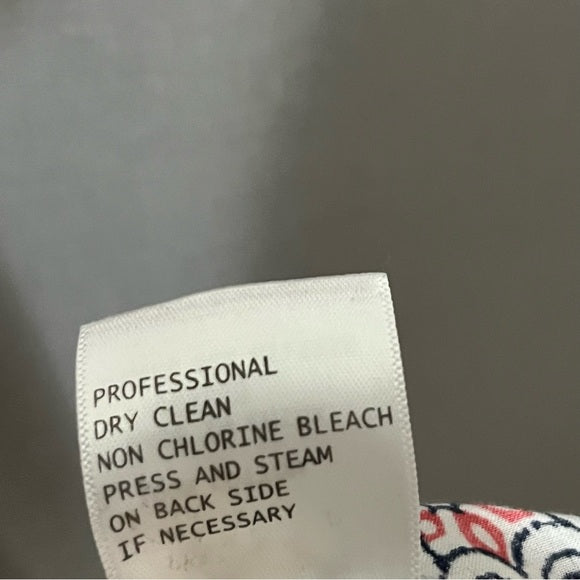 PROFESSIONAL
DRY CLEAN
NON CHLORINE BLEACH
PRESS AND STEAM
ON BACK SIDE
IF NECESSARY